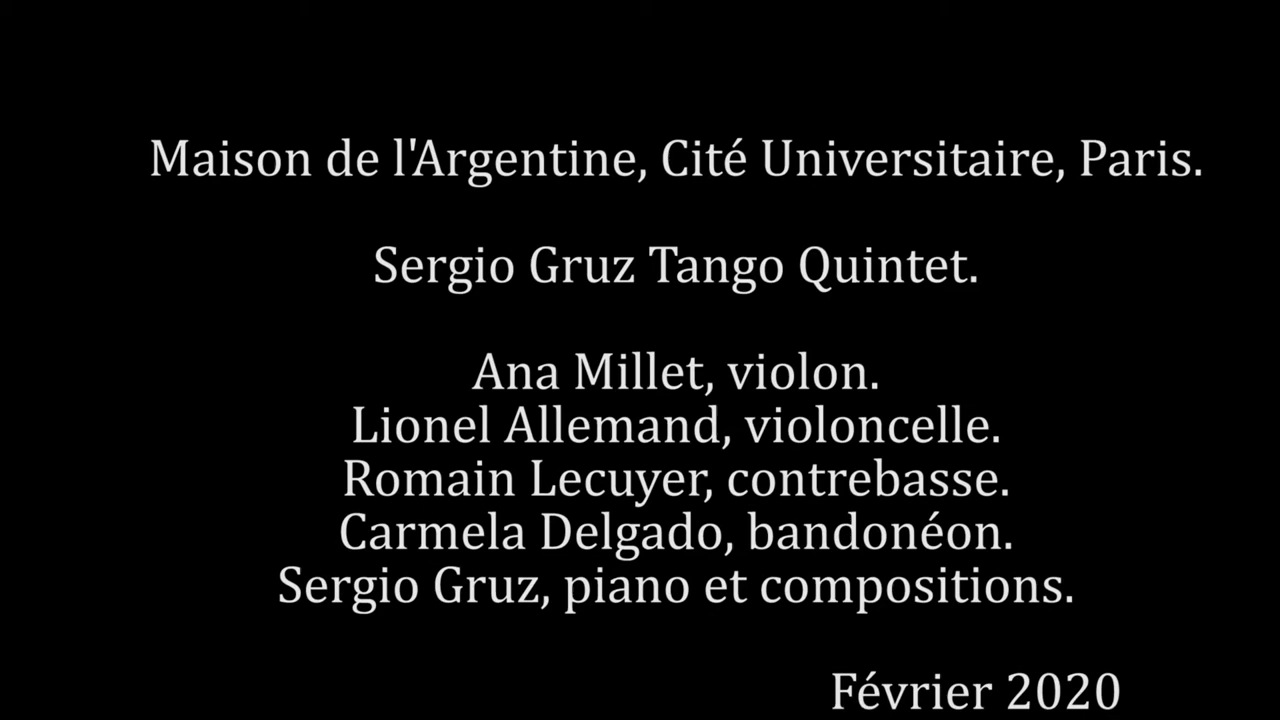 Maison de l'Argentine, Cité Universitaire, Paris.
Sergio Gruz Tango Quintet.
Ana Millet, violon.
Lionel Allemand, violoncelle.
Romain Lecuyer, contrebasse.
Carmela Delgado, bandonéon.
Sergio Gruz, piano et compositions.
Février 2020